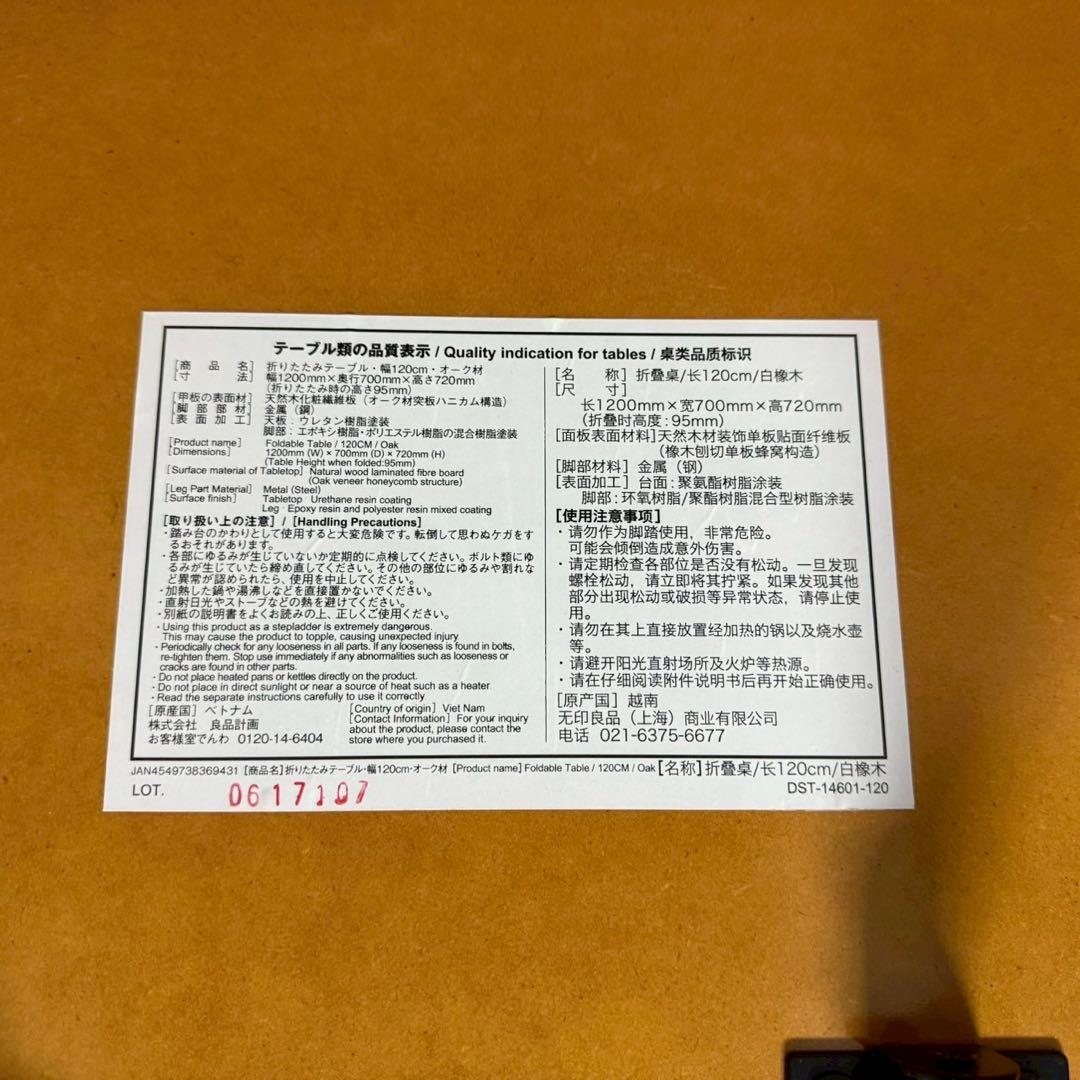 テーブル類の品質表示 / Quality indication for tables / 桌类品质标识
[商品名] 折りたたみテーブル・幅120cm・オーク材
[寸法] 幅1200mm×奥行700mm×高さ720mm
(折りたたみ時の高さ95mm)
[甲板の表面材] 天然木化粧繊維板（オーク材突板ハニカム構造）
[脚部部材] 金属（鋼）
[表面加工] 天板：ウレタン樹脂塗装
脚部：エポキシ樹脂・ポリエステル樹脂の混合樹脂塗装
[Product name] Foldable Table / 120CM / Oak
[Dimensions] 1200mm (W) × 700mm (D) × 720mm (H)
(Table Height when folded:95mm)
[Surface material of Tabletop] Natural wood laminated fibre board
(Oak veneer honeycomb structure)
[Leg Part Material] Metal (Steel)
[Surface finish] Tabletop : Urethane resin coating
Leg : Epoxy resin and polyester resin mixed coating
[取り扱い上の注意] / [Handling Precautions]
・踏み台のかわりとして使用すると大変危険です。転倒して思わぬケガをす
るおそれがあります。
・各部にゆるみが生じていないか定期的に点検してください。ボルト類にゆ
るみが生じていたら締め直してください。その他の部位にゆるみや割れな
ど異常が認められたら、使用を中止してください。
・加熱した鍋や湯沸しなどを直接置かないでください。
・直射日光やストーブなどの熱を避けてください。
・別紙の説明書をよくお読みの上、正しくご使用ください。
・Using this product as a stepladder is extremely dangerous.
This may cause the product to topple, causing unexpected injury.
・Periodically check for any looseness in all parts. If any looseness is found in bolts,
re-tighten them. Stop use immediately if any abnormalities such as looseness or
cracks are found in other parts.
・Do not place heated pans or kettles directly on the product.
・Do not place in direct sunlight or near a source of heat such as a heater.
・Read the separate instructions carefully to use it correctly.
[原産国] ベトナム
株式会社 良品計画
お客様室でんわ 0120-14-6404
[Country of origin] Viet Nam
[Contact Information] For your inquiry
about the product, please contact the
store where you purchased it.
[名称] 折叠桌/长120cm/白橡木
[尺寸]
长1200mm×宽700mm×高720mm
(折叠时高度:95mm)
[面板表面材料] 天然木材装饰单板贴面纤维板
(橡木刨切单板蜂窝构造)
[脚部材料] 金属（钢）
[表面加工] 台面：聚氨酯树脂涂装
脚部：环氧树脂/聚酯树脂混合型树脂涂装
[使用注意事项]
・请勿作为脚踏使用，非常危险。
可能会倾倒造成意外伤害。
・请定期检查各部位是否没有松动。一旦发现
螺栓松动，请立即将其拧紧。如果发现其他
部分出现松动或破损等异常状态，请停止使
用。
・请勿在其上直接放置经加热的锅以及烧水壶
等。
・请避开阳光直射场所及火炉等热源。
・请在仔细阅读附件说明书后再开始正确使用。
[原产国] 越南
无印良品（上海）商业有限公司
电话 021-6375-6677
JAN4549738369431 [商品名]折りたたみテーブル・幅120cm・オーク材 [Product name] Foldable Table / 120CM / Oak [名称]折叠桌/长120cm/白橡木
LOT. 0617107 DST-14601-120